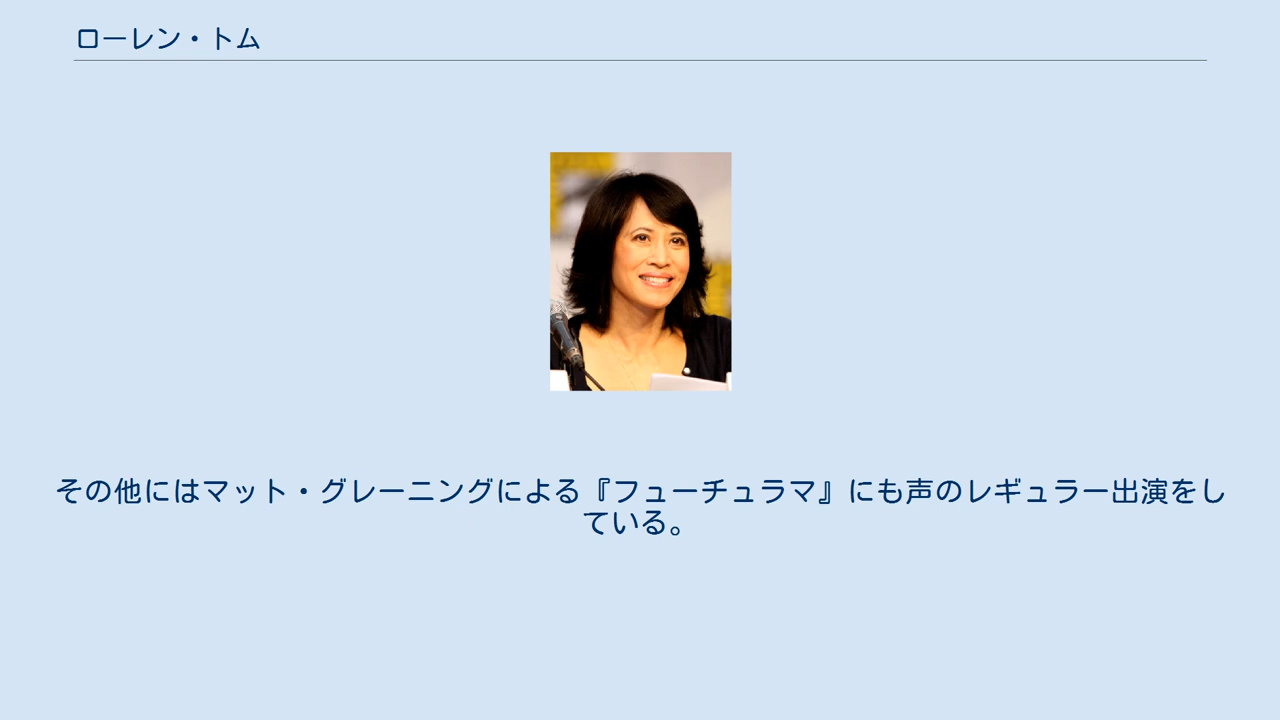 ローレン・トム
その他にはマット・グレーニングによる『フューチュラマ』にも声のレギュラー出演をし
ている。